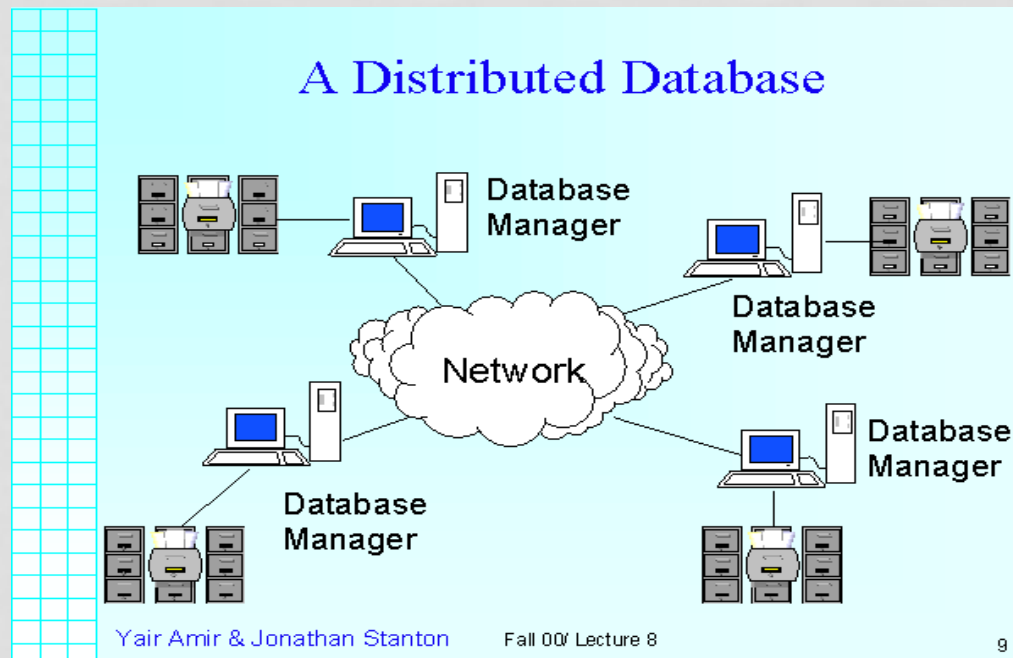 A Distributed Database
Database
Manager
Database
Manager
Network
Database
Manager
Database
Manager
Yair Amir & Jonathan Stanton
Fall 00/ Lecture 8
9